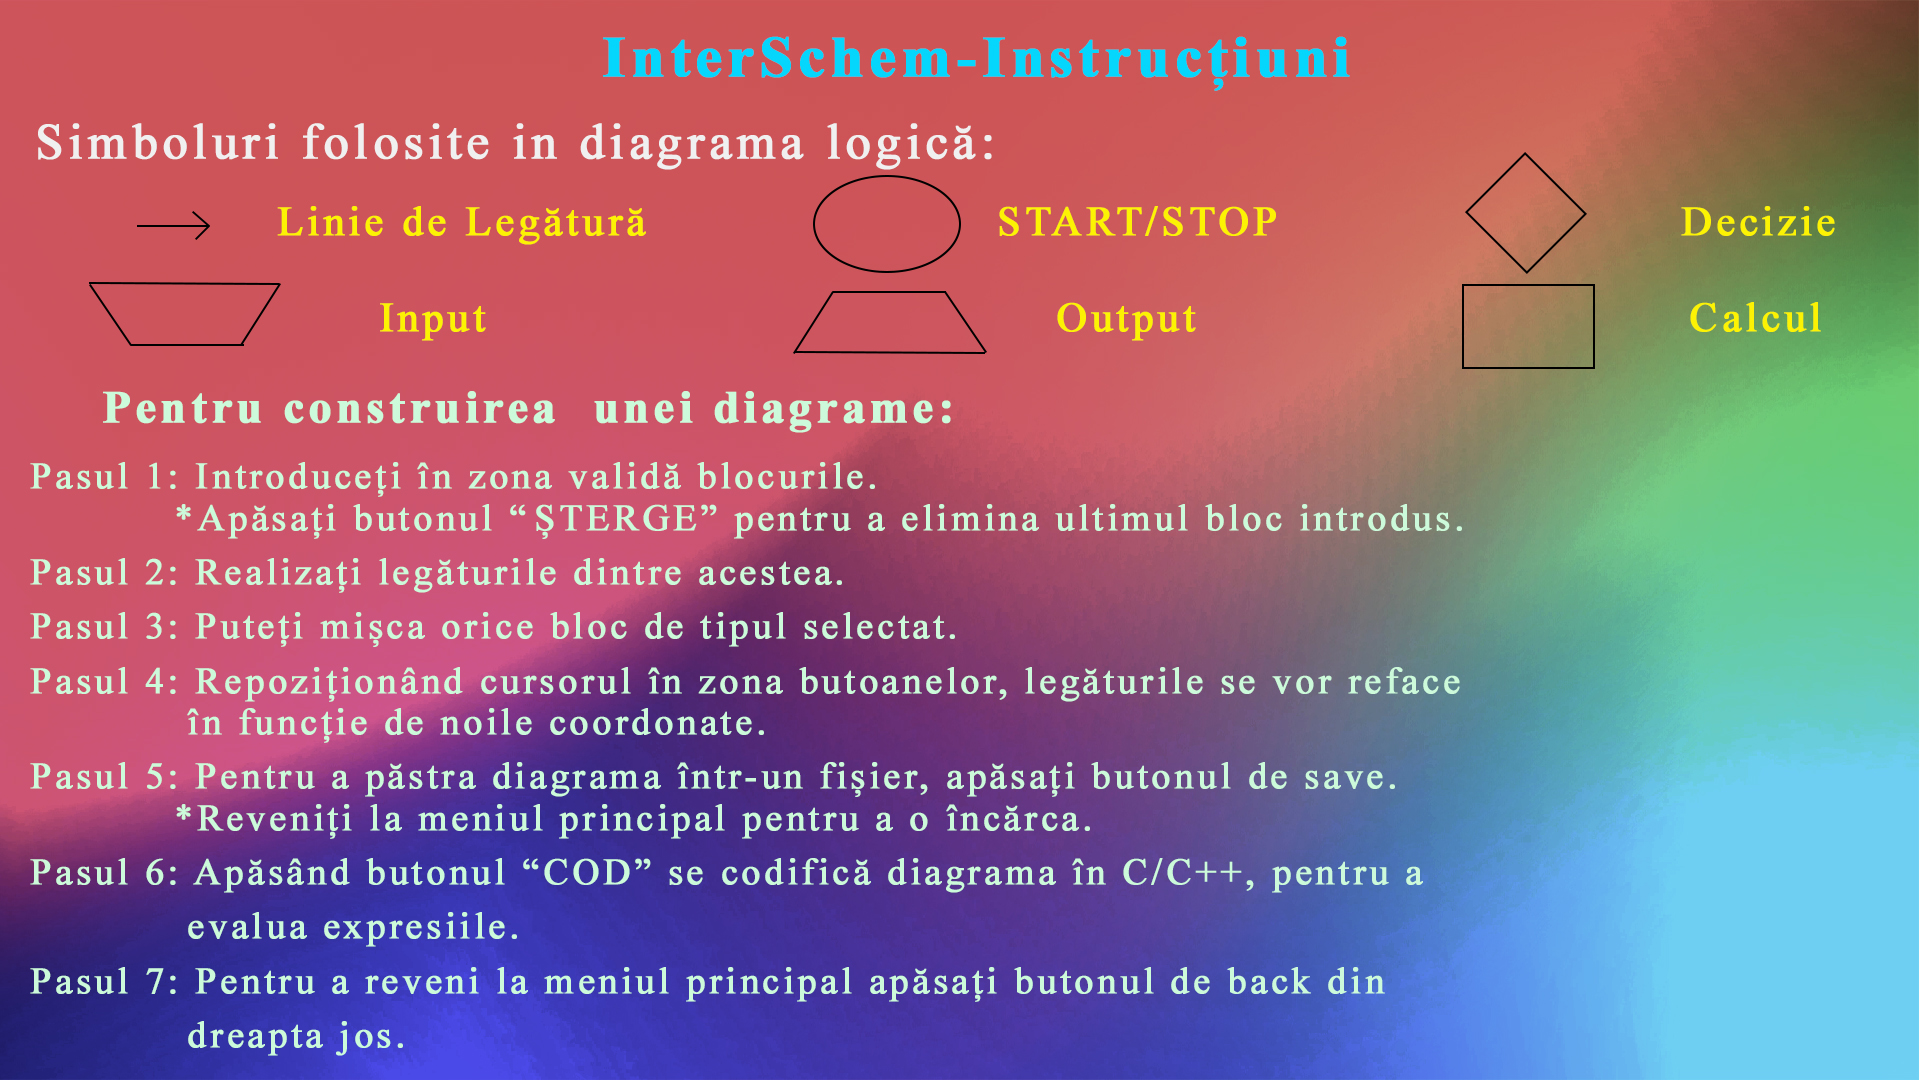 InterSchem-Instrucțiuni
Simboluri folosite in diagrama logică:
Linie de Legătură
START/STOP
Decizie
Input
Output
Calcul
Pentru construirea unei diagrame:
Pasul 1: Introduceți în zona validă blocurile.
*Apăsați butonul “ȘTERGE” pentru a elimina ultimul bloc introdus.
Pasul 2: Realizați legăturile dintre acestea.
Pasul 3: Puteți mișca orice bloc de tipul selectat.
Pasul 4: Repoziționând cursorul în zona butoanelor, legăturile se vor reface
în funcție de noile coordonate.
Pasul 5: Pentru a păstra diagrama într-un fișier, apăsați butonul de save.
*Reveniți la meniul principal pentru a o încărca.
Pasul 6: Apăsând butonul “COD” se codifică diagrama în C/C++, pentru a
evalua expresiile.
Pasul 7: Pentru a reveni la meniul principal apăsați butonul de back din
dreapta jos.